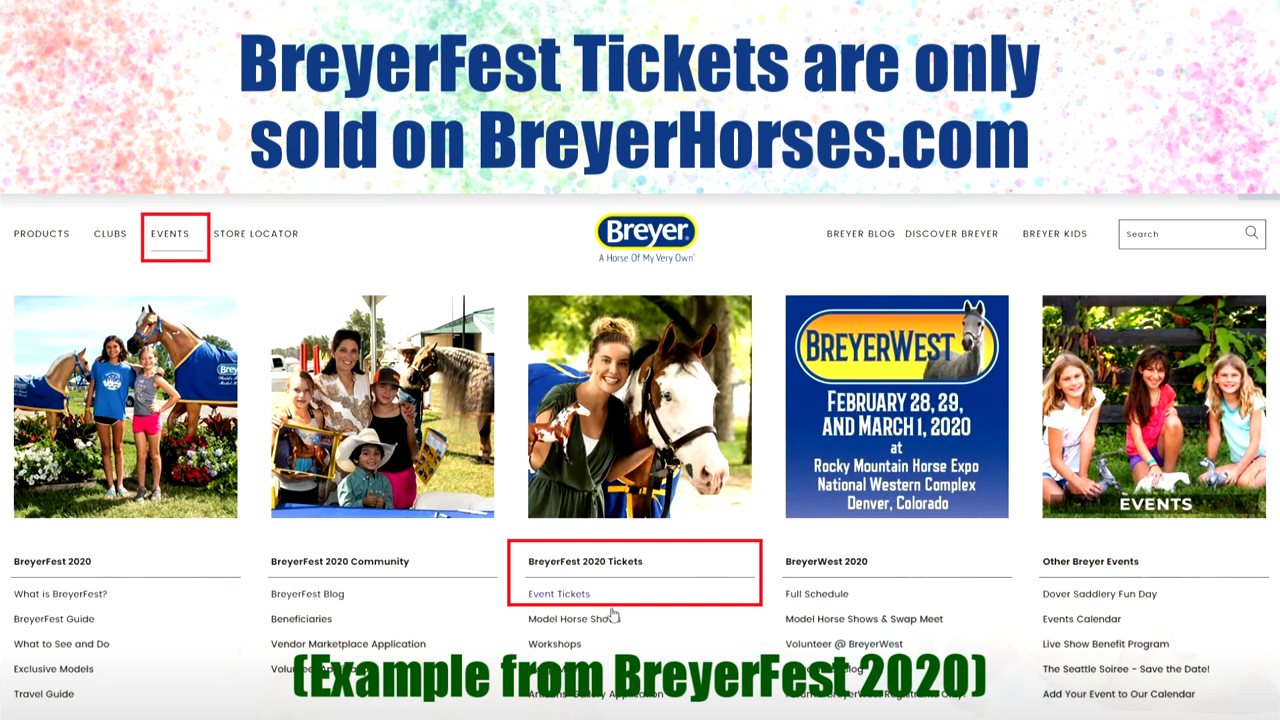 BreyerFest Tickets are only
sold on BreyerHorses.com
PRODUCTS CLUBS EVENTS STORE LOCATOR
Breyer®
A Horse Of My Very Own
BREYER BLOG DISCOVER BREYER BREYER KIDS
Search
Breyer
BREYERWEST
FEBRUARY 28, 29,
AND MARCH 1, 2020
at
Rocky Mountain Horse Expo
National Western Complex
Denver, Colorado
EVENTS
BreyerFest 2020
What is BreyerFest?
BreyerFest Guide
What to See and Do
Exclusive Models
Travel Guide
BreyerFest 2020 Community
BreyerFest Blog
Beneficiaries
Vendor Marketplace Application
BreyerFest 2020 Tickets
Event Tickets
Model Horse Shows
Workshops
BreyerWest 2020
Full Schedule
Model Horse Shows & Swap Meet
Volunteer @ BreyerWest
Other Breyer Events
Dover Saddlery Fun Day
Events Calendar
Live Show Benefit Program
The Seattle Soiree - Save the Date!
Add Your Event to Our Calendar
(Example from BreyerFest 2020)